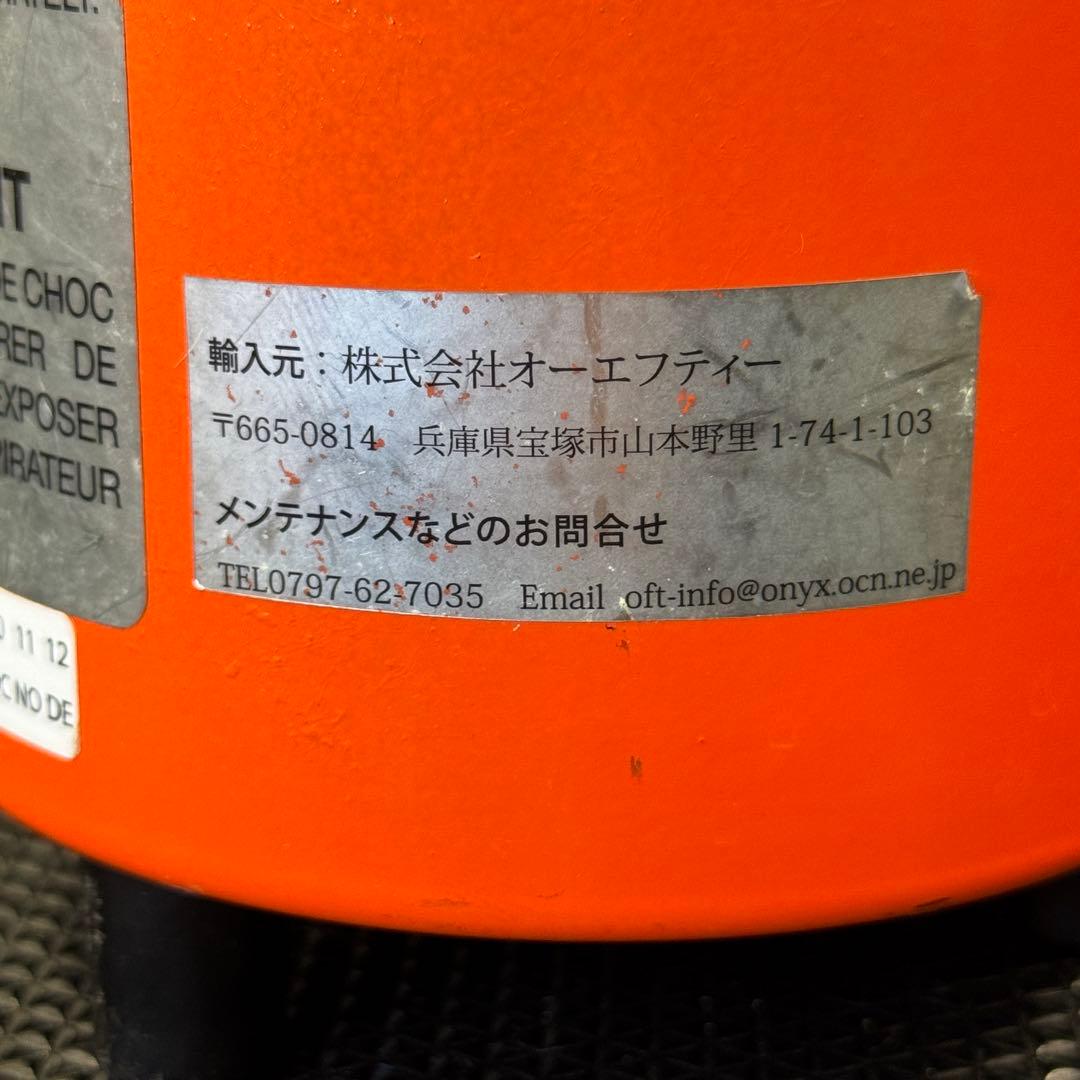 IT
DE CHOC
DE
EXPOSER
11 12
NO DE
輸入元：株式会社オーエフティー
〒665-0814 兵庫県宝塚市山本野里 1-74-1-103
メンテナンスなどのお問合せ
TEL0797-62-7035 Email oft-info@onyx.ocn.ne.jp